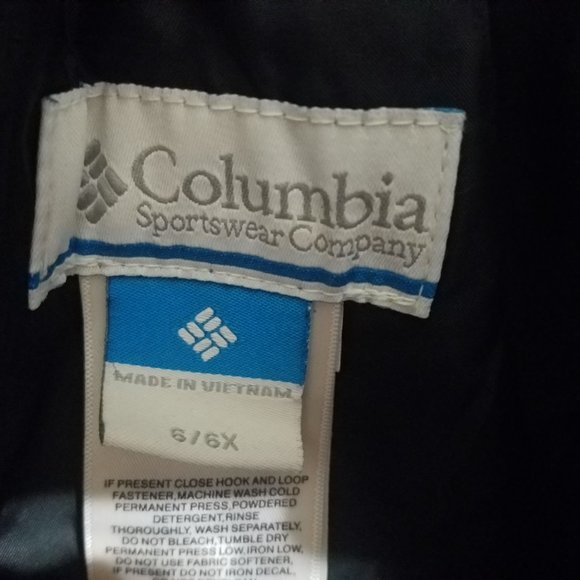 Columbia
Sportswear Company
MADE IN VIETNAM
6/6X
IF PRESENT CLOSE HOOK AND LOOP
FASTENER,MACHINE WASH COLD
PERMANENT PRESS,POWDERED
DETERGENT,RINSE
THOROUGHLY, WASH SEPARATELY,
DO NOT BLEACH,TUMBLE DRY
PERMANENT PRESS LOW,IRON LOW,
DO NOT USE FABRIC SOFTENER,
IF PRESENT DO NOT IRON DECAL,